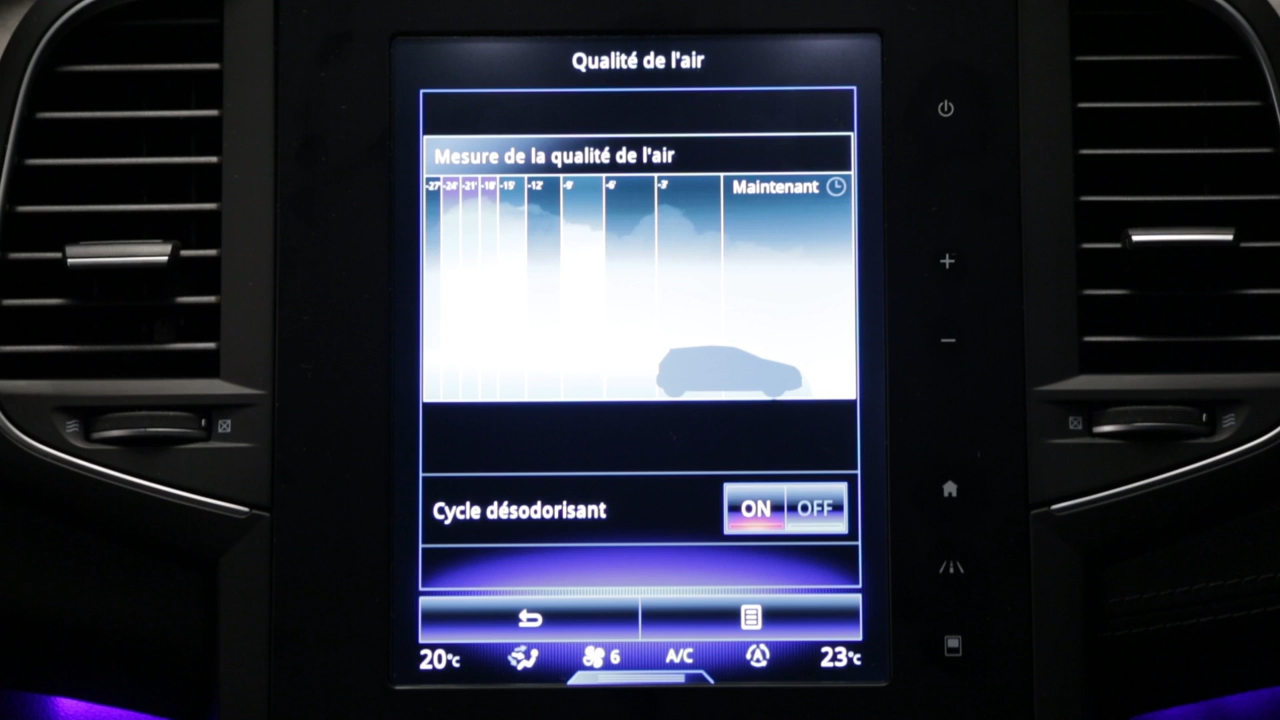 Qualité de l'air
Mesure de la qualité de l'air
-27' -24' -21' -18' -15' -12' -9' -6' -3' Maintenant
Cycle désodorisant ON OFF
20°C 6 A/C 23°C